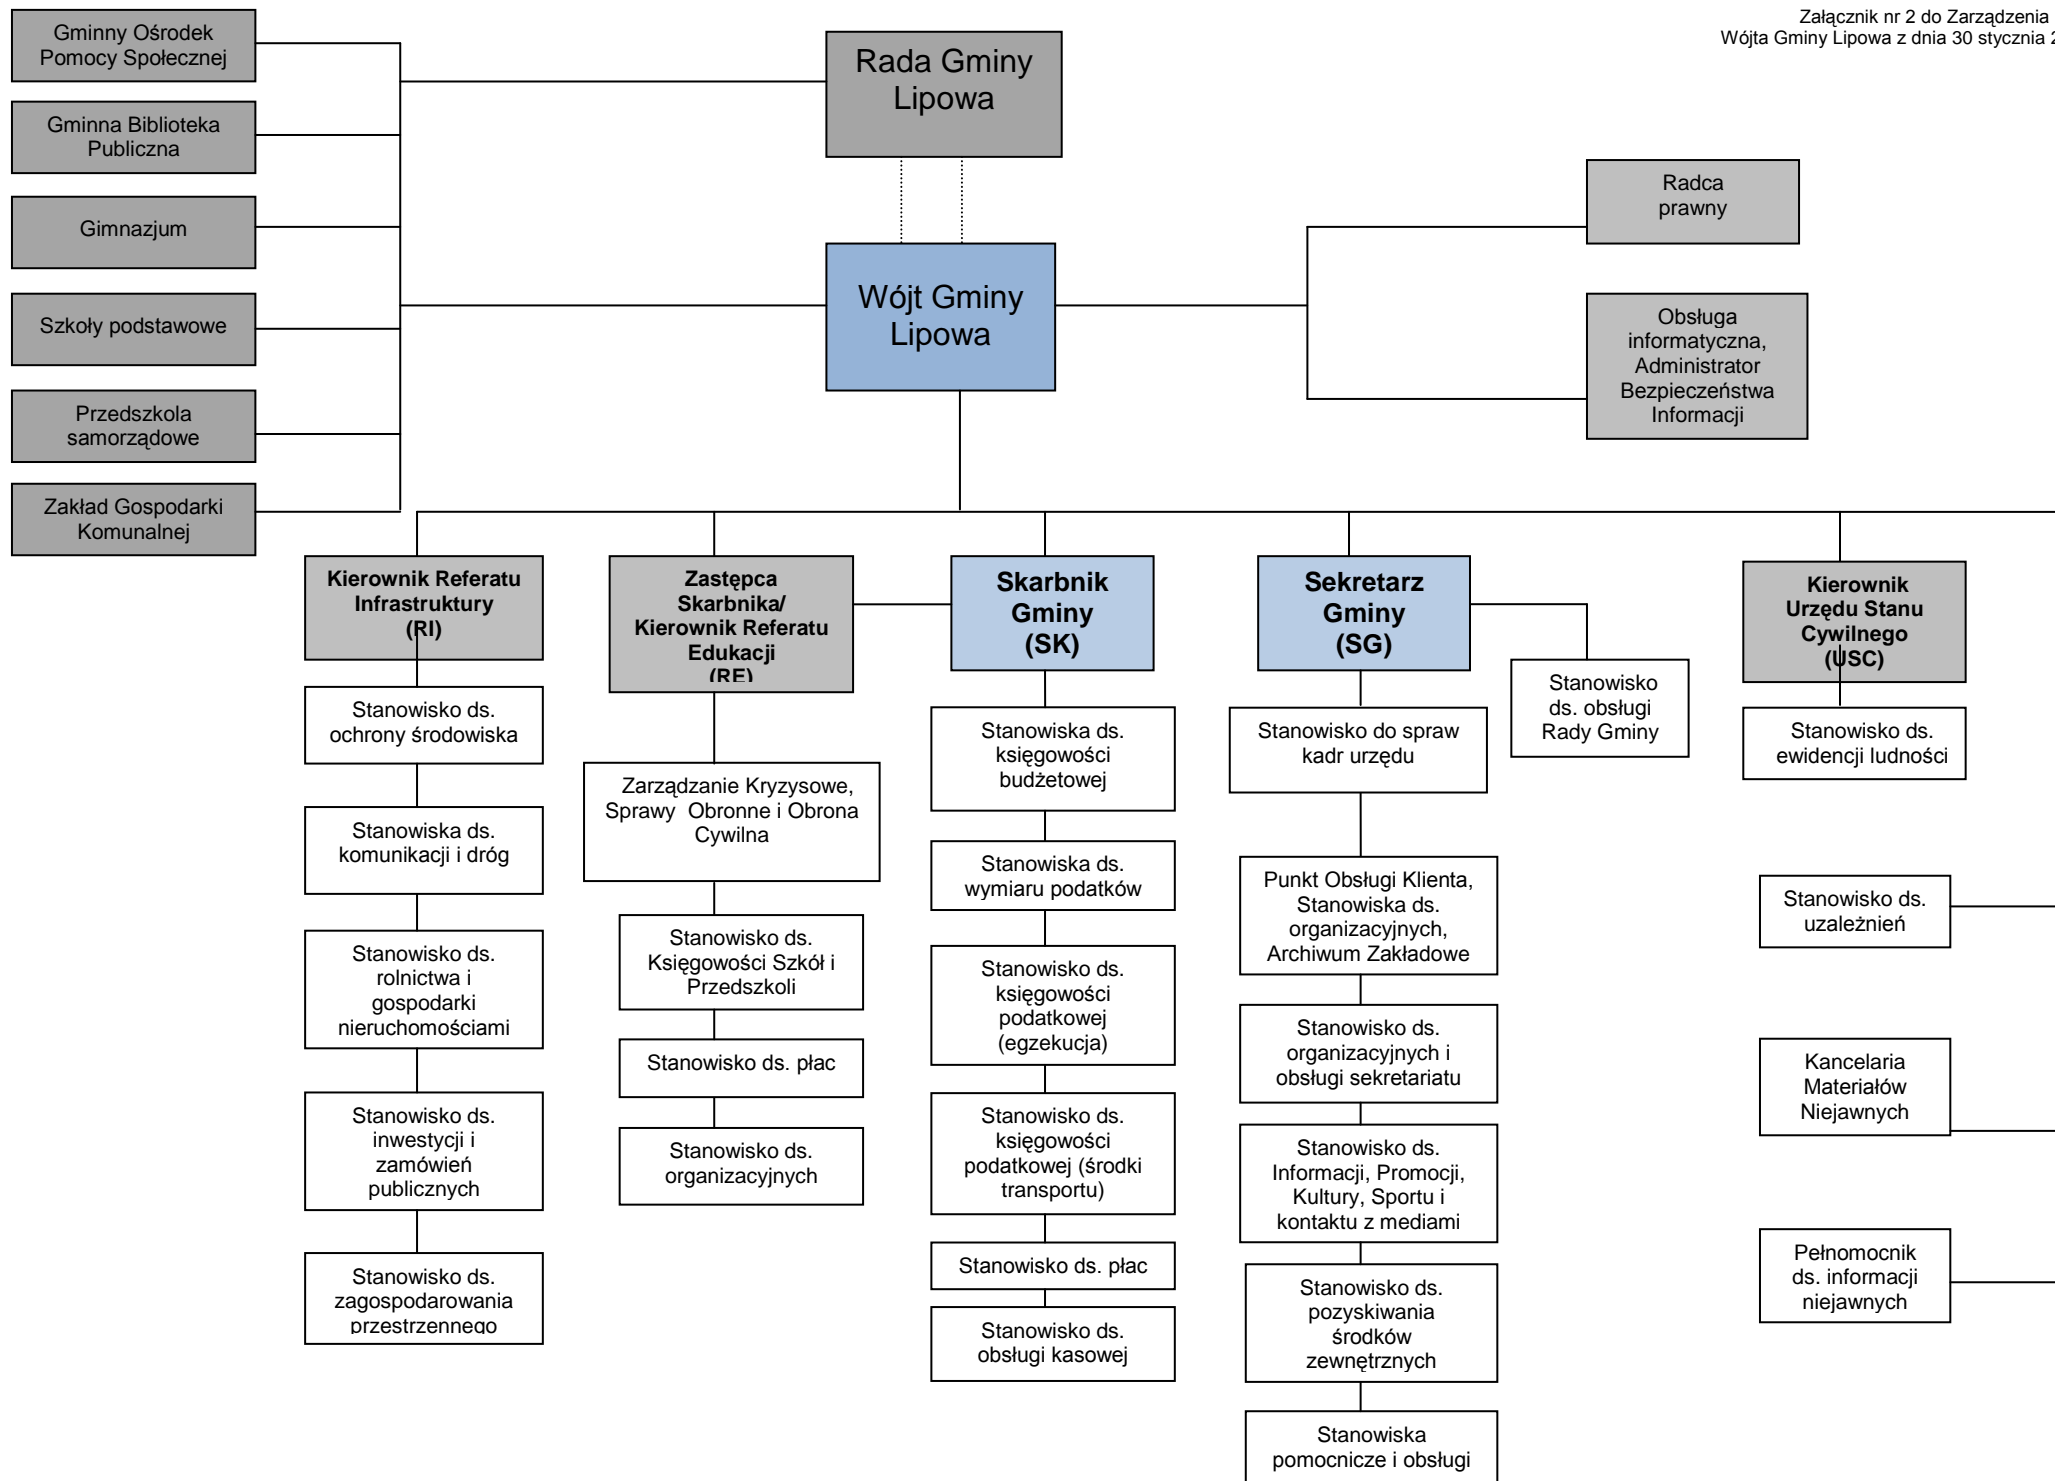 Załącznik nr 2 do Zarządzenia
Wójta Gminy Lipowa z dnia 30 stycznia 2
Gminny Ośrodek
Pomocy Społecznej
Gminna Biblioteka
Publiczna
Gimnazjum
Szkoły podstawowe
Przedszkola
samorządowe
Zakład Gospodarki
Komunalnej
Rada Gminy
Lipowa
Wójt Gminy
Lipowa
Radca
prawny
Obsługa
informatyczna,
Administrator
Bezpieczeństwa
Informacji
Kierownik Referatu
Infrastruktury
(RI)
Stanowisko ds.
ochrony środowiska
Stanowiska ds.
komunikacji i dróg
Stanowisko ds.
rolnictwa i
gospodarki
nieruchomościami
Stanowisko ds.
inwestycji i
zamówień
publicznych
Stanowisko ds.
zagospodarowania
przestrzennego
Zastępca
Skarbnika/
Kierownik Referatu
Edukacji
(RE)
Zarządzanie Kryzysowe,
Sprawy Obronne i Obrona
Cywilna
Stanowisko ds.
Księgowości Szkół i
Przedszkoli
Stanowisko ds. płac
Stanowisko ds.
organizacyjnych
Skarbnik
Gminy
(SK)
Stanowiska ds.
księgowości
budżetowej
Stanowiska ds.
wymiaru podatków
Stanowisko ds.
księgowości
podatkowej
(egzekucja)
Stanowisko ds.
księgowości
podatkowej (środki
transportu)
Stanowisko ds. płac
Stanowisko ds.
obsługi kasowej
Sekretarz
Gminy
(SG)
Stanowisko ds. obsługi
Rady Gminy
Stanowisko do spraw
kadr urzędu
Punkt Obsługi Klienta,
Stanowiska ds.
organizacyjnych,
Archiwum Zakładowe
Stanowisko ds.
organizacyjnych i
obsługi sekretariatu
Stanowisko ds.
Informacji, Promocji,
Kultury, Sportu i
kontaktu z mediami
Stanowisko ds.
pozyskiwania
środków
zewnętrznych
Stanowiska
pomocnicze i obsługi
Kierownik
Urzędu Stanu
Cywilnego
(USC)
Stanowisko ds.
ewidencji ludności
Stanowisko ds.
uzależnień
Kancelaria
Materiałów
Niejawnych
Pełnomocnik
ds. informacji
niejawnych